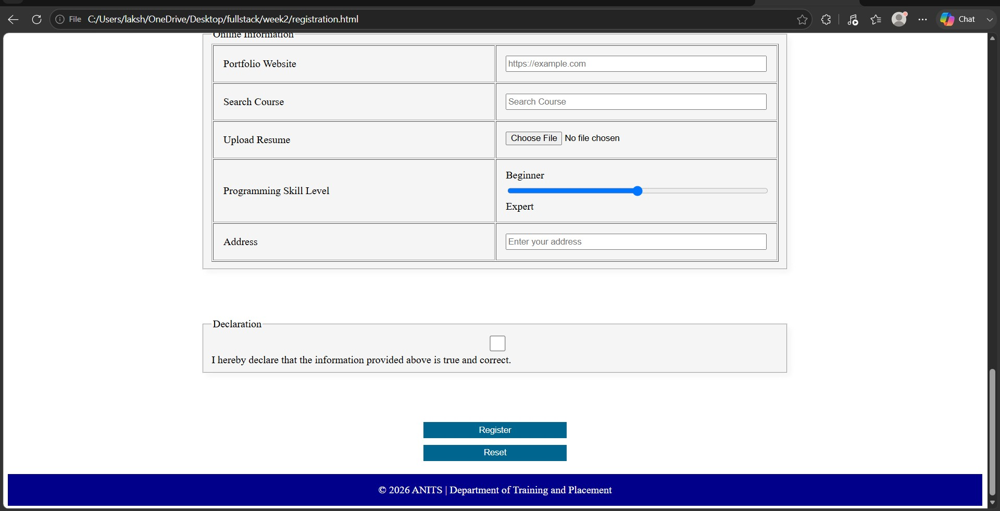 File C:/Users/laksh/OneDrive/Desktop/fullstack/week2/registration.html
Chat
Online Information
Portfolio Website
https://example.com
Search Course
Search Course
Upload Resume
Choose File No file chosen
Programming Skill Level
Beginner
Expert
Address
Enter your address
Declaration
I hereby declare that the information provided above is true and correct.
Register
Reset
© 2026 ANITS | Department of Training and Placement